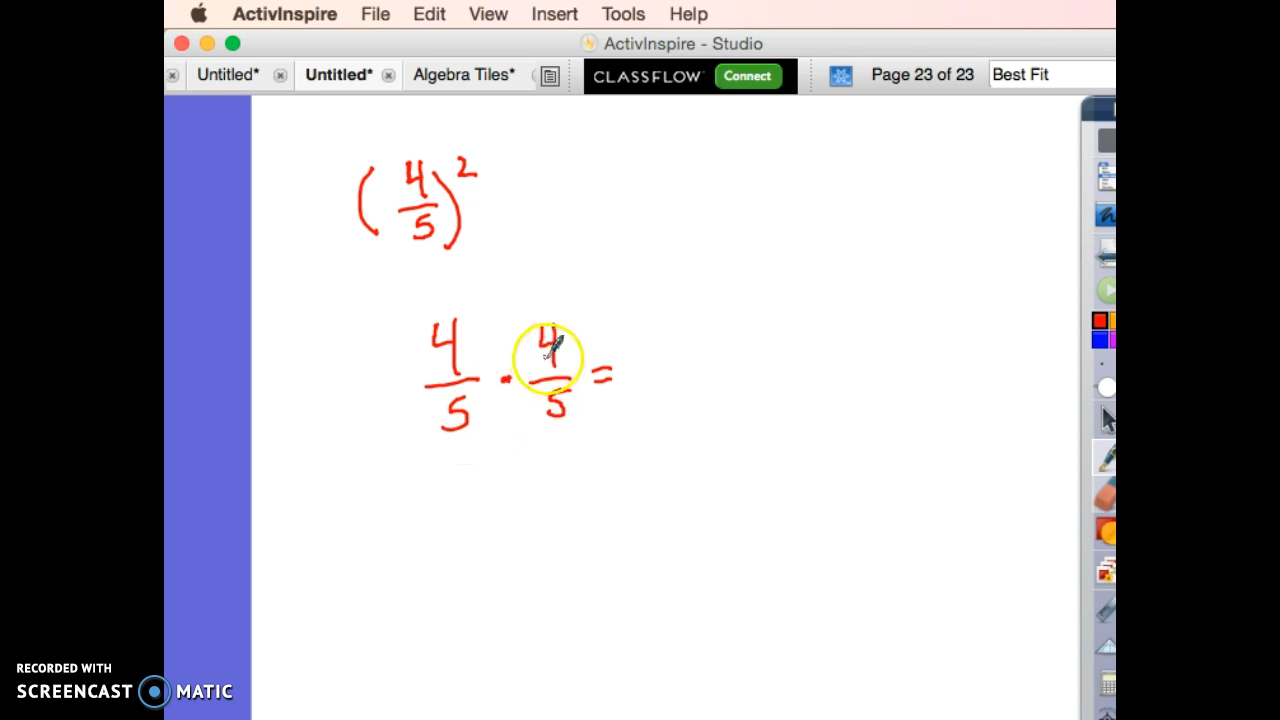 ActivInspire File Edit View Insert Tools Help
ActivInspire - Studio
Untitled* Untitled* Algebra Tiles* CLASSFLOW Connect Page 23 of 23 Best Fit
(4/5)²
4/5 · 4/5 =
RECORDED WITH
SCREENCAST MATIC